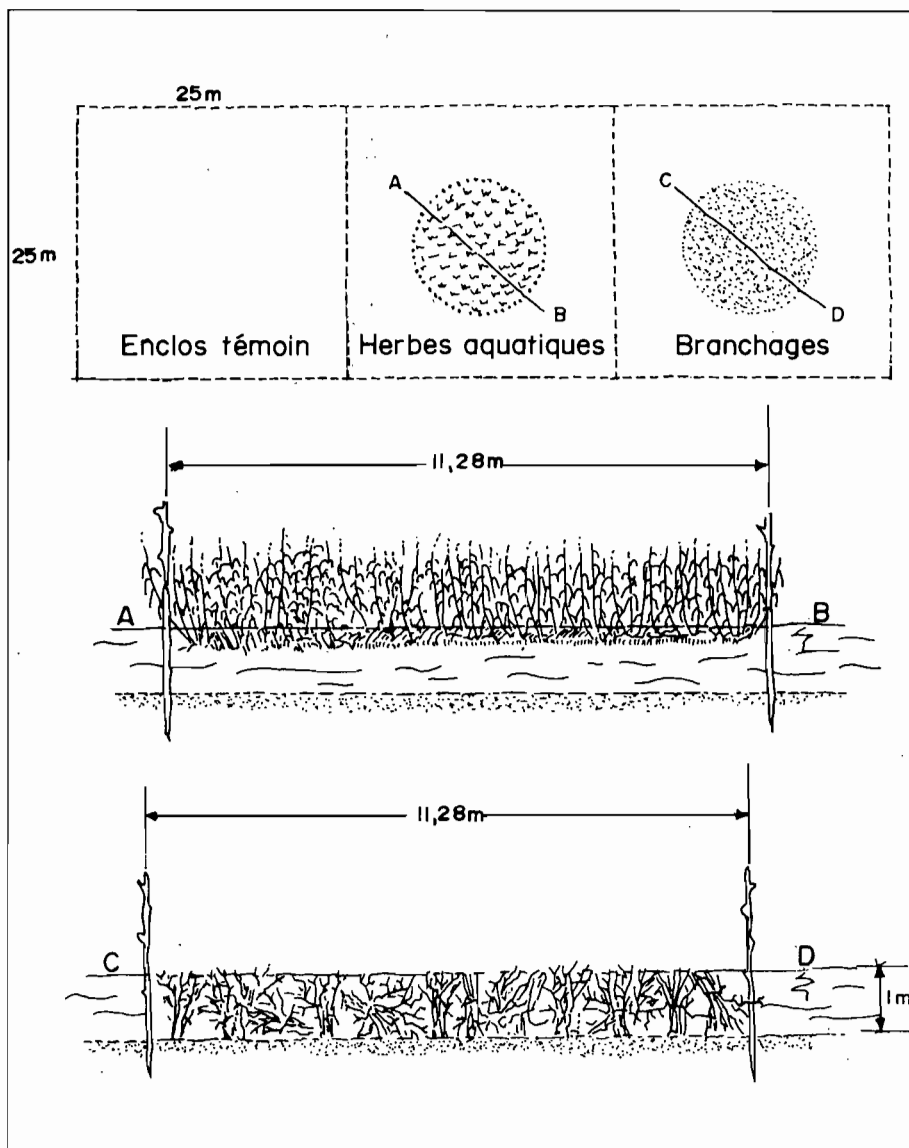 25m
25m
A
B
C
D
Enclos témoin
Herbes aquatiques
Branchages
11,28m
A
B
11,28m
C
D
1m